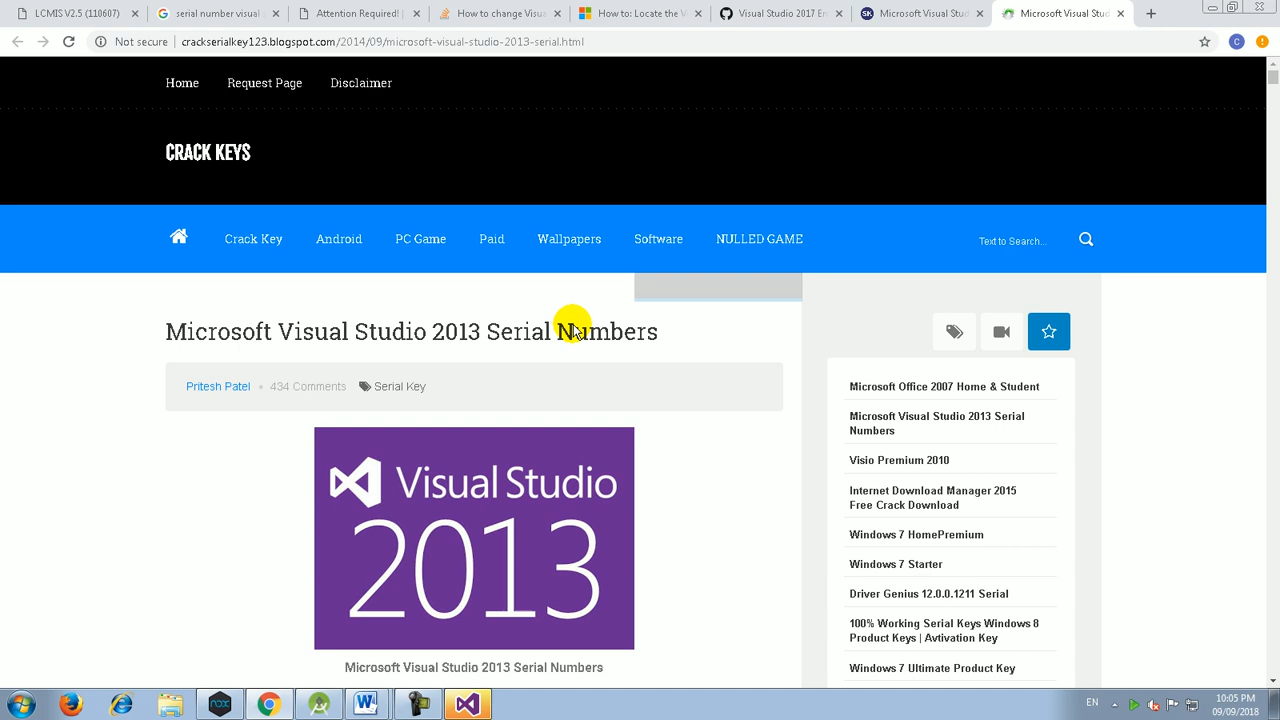 LCMIS V2.5 (110607)
serial number visual
Attention Required!
How to change Visua
How to: Locate the V
Visual Studio 2017 En
SK
Microsoft Visual Stud
Microsoft Visual Stud
Not secure | crackserialkey123.blogspot.com/2014/09/microsoft-visual-studio-2013-serial.html
C
Home
Request Page
Disclaimer
CRACK KEYS
Crack Key
Android
PC Game
Paid
Wallpapers
Software
NULLED GAME
Text to Search...
Microsoft Visual Studio 2013 Serial Numbers
Pritesh Patel
434 Comments
Serial Key
Visual Studio
2013
Microsoft Visual Studio 2013 Serial Numbers
Microsoft Office 2007 Home & Student
Microsoft Visual Studio 2013 Serial
Numbers
Visio Premium 2010
Internet Download Manager 2015
Free Crack Download
Windows 7 HomePremium
Windows 7 Starter
Driver Genius 12.0.0.1211 Serial
100% Working Serial Keys Windows 8
Product Keys | Avtivation Key
Windows 7 Ultimate Product Key
nox
W
EN
10:05 PM
09/09/2018